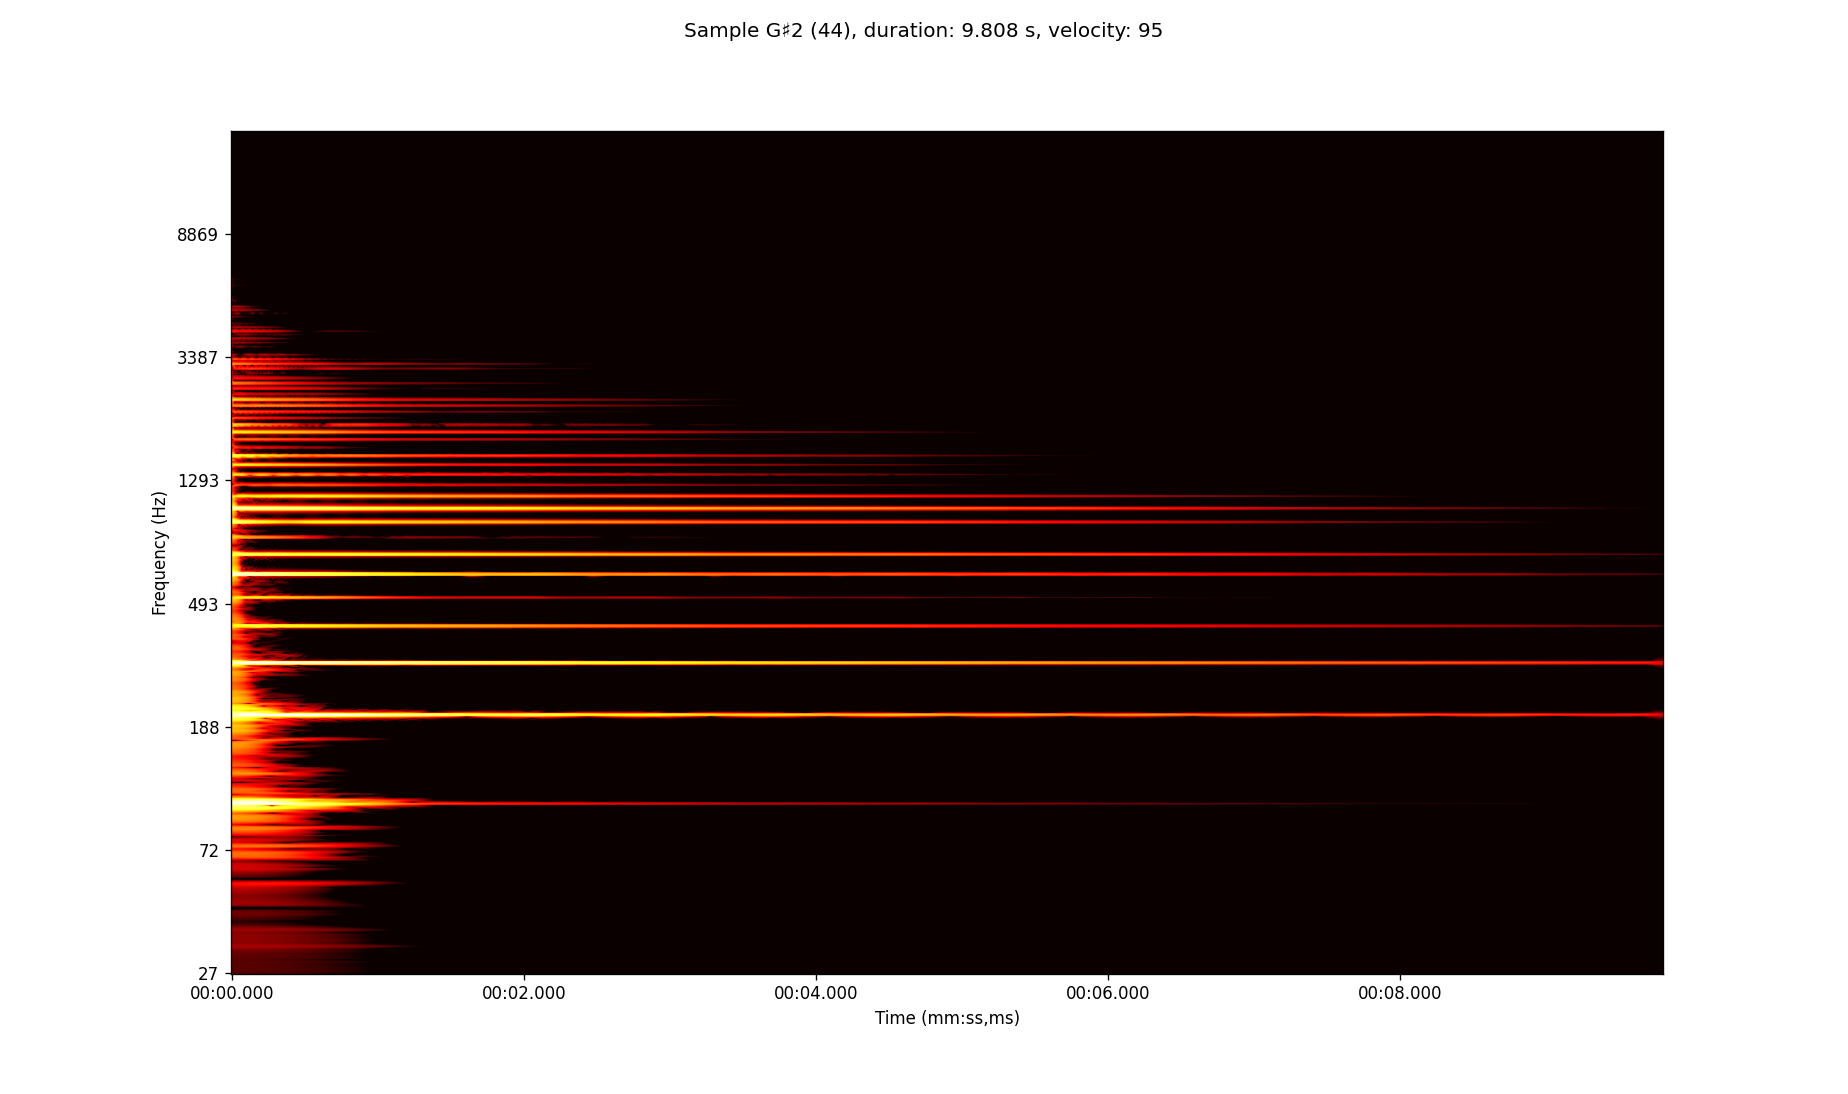 Sample G♯2 (44), duration: 9.808 s, velocity: 95
8869
3387
1293
493
188
72
27
Frequency (Hz)
00:00.000 00:02.000 00:04.000 00:06.000 00:08.000
Time (mm:ss,ms)